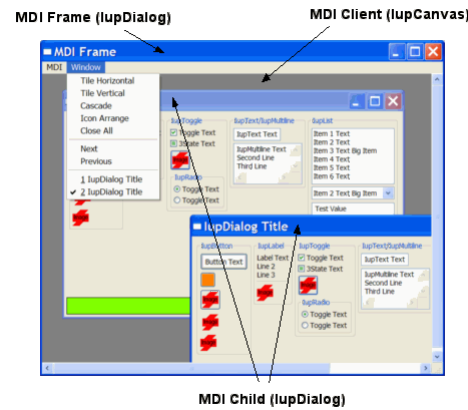 MDI Frame (IupDialog)
MDI Client (IupCanvas)
MDI Frame
MDI Window
Tile Horizontal
Tile Vertical
Cascade
Icon Arrange
Close All
Next
Previous
1 IupDialog Title
2 IupDialog Title
IupToggle
Toggle Text
3State Text
IupRadio
Toggle Text
Toggle Text
IupText/IupMultiline
IupText Text
IupMultiline Text
Second Line
Third Line
IupList
Item 1 Text
Item 2 Text
Item 3 Text Big Item
Item 4 Text
Item 5 Text
Item 6 Text
Item 2 Text Big Item
Test Value
IupDialog Title
IupButton
Button Text
IupLabel
Label Text
Line 2
Line 3
IupToggle
Toggle Text
3State Text
IupRadio
Toggle Text
Toggle Text
IupText/IupMultiline
IupText Text
IupMultiline Text
Second Line
Third Line
MDI Child (IupDialog)